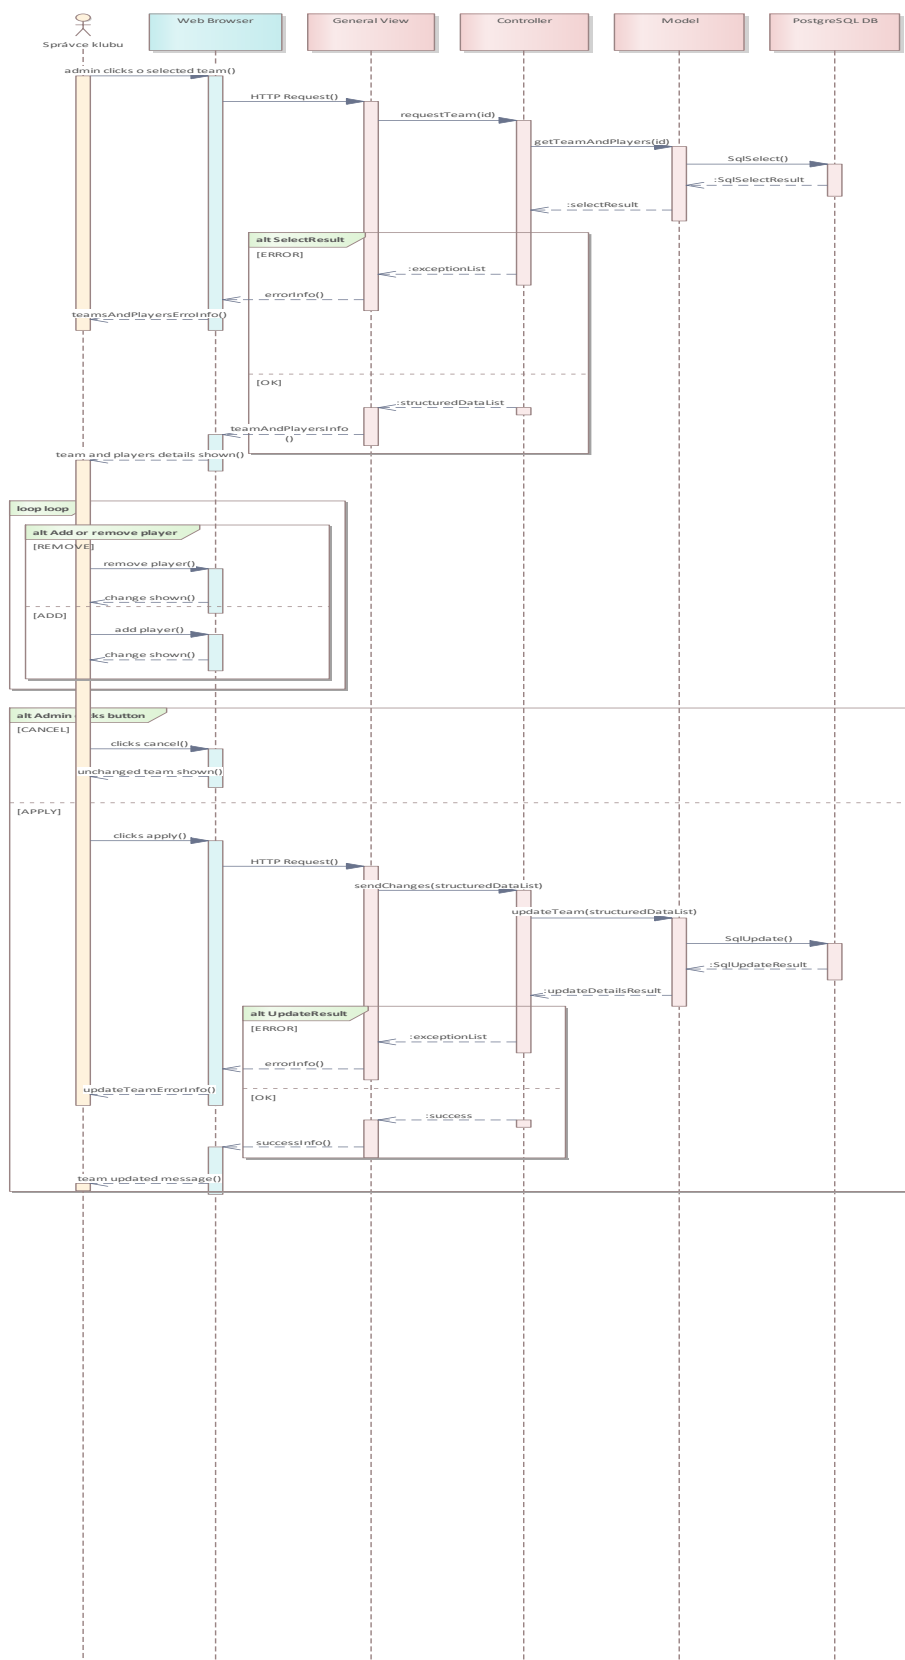 Web Browser
General View
Controller
Model
PostgreSQL DB
Správce klubu
admin clicks o selected team()
HTTP Request()
requestTeam(id)
getTeamAndPlayers(id)
SqlSelect()
:SqlSelectResult
:selectResult
alt SelectResult
[ERROR]
:exceptionList
errorInfo()
teamsAndPlayersErroInfo()
[OK]
:structuredDataList
teamAndPlayersInfo
()
team and players details shown()
loop loop
alt Add or remove player
[REMOVE]
remove player()
change shown()
[ADD]
add player()
change shown()
alt Admin cks button
[CANCEL]
clicks cancel()
unchanged team shown()
[APPLY]
clicks apply()
HTTP Request()
sendChanges(structuredDataList)
updateTeam(structuredDataList)
SqlUpdate()
:SqlUpdateResult
:updateDetailsResult
alt UpdateResult
[ERROR]
:exceptionList
errorInfo()
updateTeamErrorInfo()
[OK]
:success
successInfo()
team updated message()